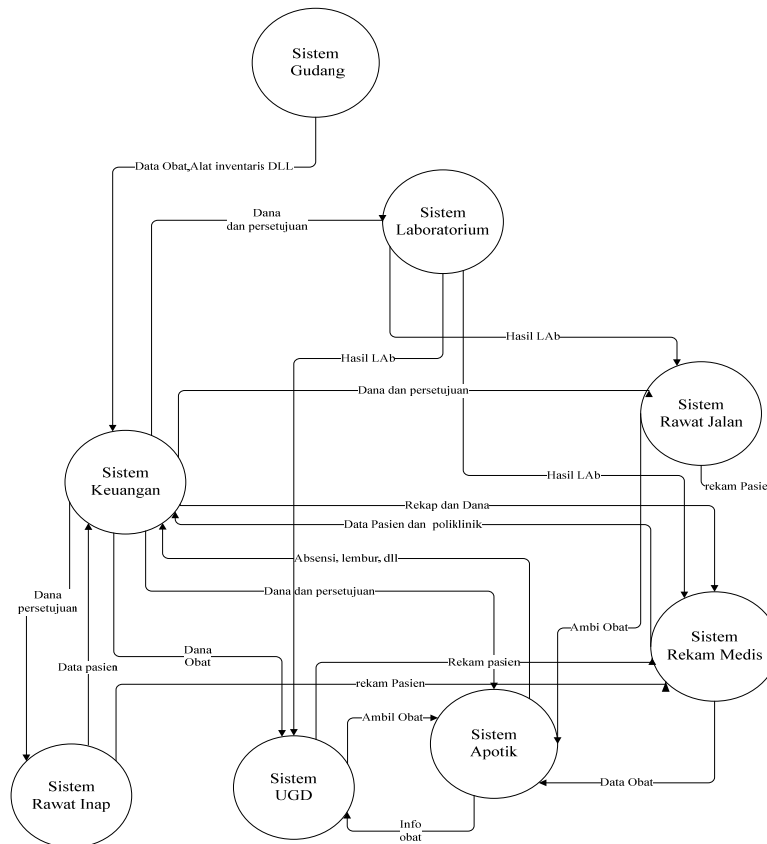 Sistem
Gudang
Data Obat,Alat inventaris DLL
Dana
dan persetujuan
Sistem
Laboratorium
Hasil LAb
Hasil LAb
Dana dan persetujuan
Sistem
Rawat Jalan
Sistem
Keuangan
Hasil LAb
rekam Pasien
Rekap dan Dana
Data Pasien dan poliklinik
Absensi, lembur, dll
Dana dan persetujuan
Dana
persetujuan
Ambi Obat
Sistem
Rekam Medis
Dana
Obat
Data pasien
Rekam pasien
rekam Pasien
Ambil Obat
Sistem
Apotik
Sistem
Rawat Inap
Sistem
UGD
Data Obat
Info
obat